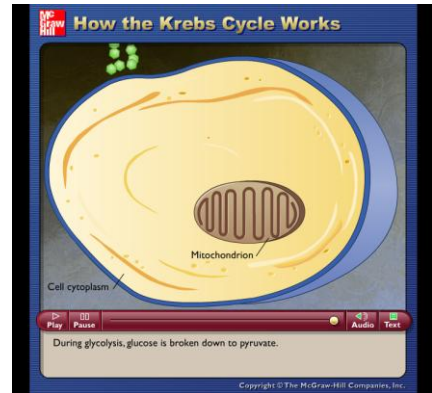 Mc
Graw
Hill
How the Krebs Cycle Works
Mitochondrion
Cell cytoplasm
Play Pause Audio Text
During glycolysis, glucose is broken down to pyruvate.
Copyright © The McGraw-Hill Companies, Inc.